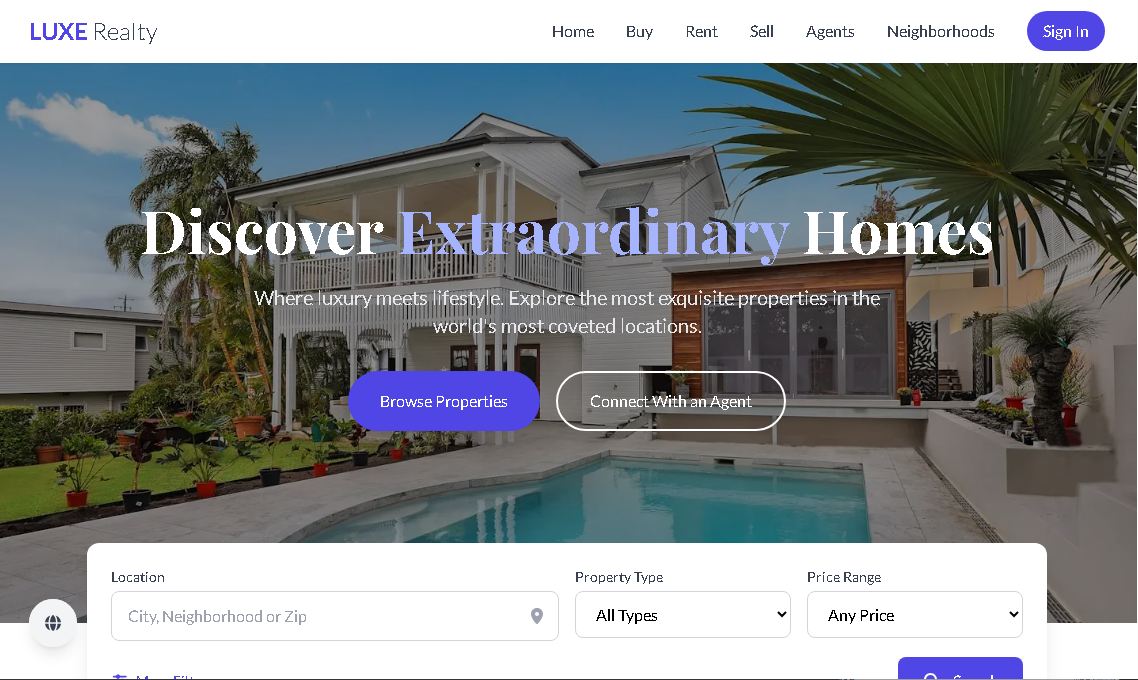 LUXE Realty
Home Buy Rent Sell Agents Neighborhoods Sign In
Discover Extraordinary Homes
Where luxury meets lifestyle. Explore the most exquisite properties in the
world's most coveted locations.
Browse Properties Connect With an Agent
Location Property Type Price Range
City, Neighborhood or Zip All Types Any Price